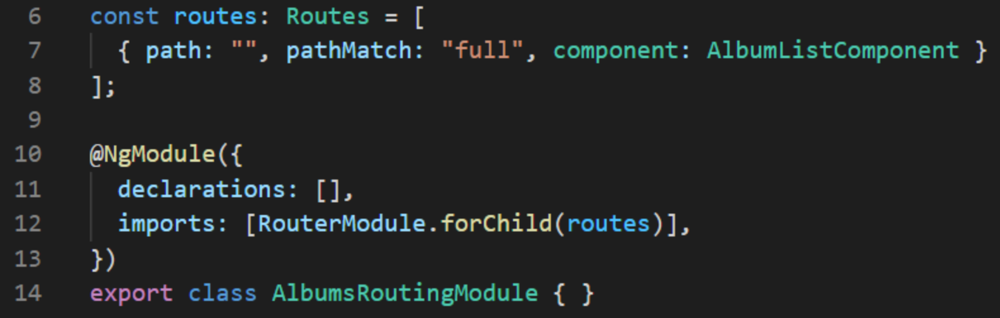 6 const routes: Routes = [
7 { path: "", pathMatch: "full", component: AlbumListComponent }
8 ];
9
10 @NgModule({
11 declarations: [],
12 imports: [RouterModule.forChild(routes)],
13 })
14 export class AlbumsRoutingModule { }